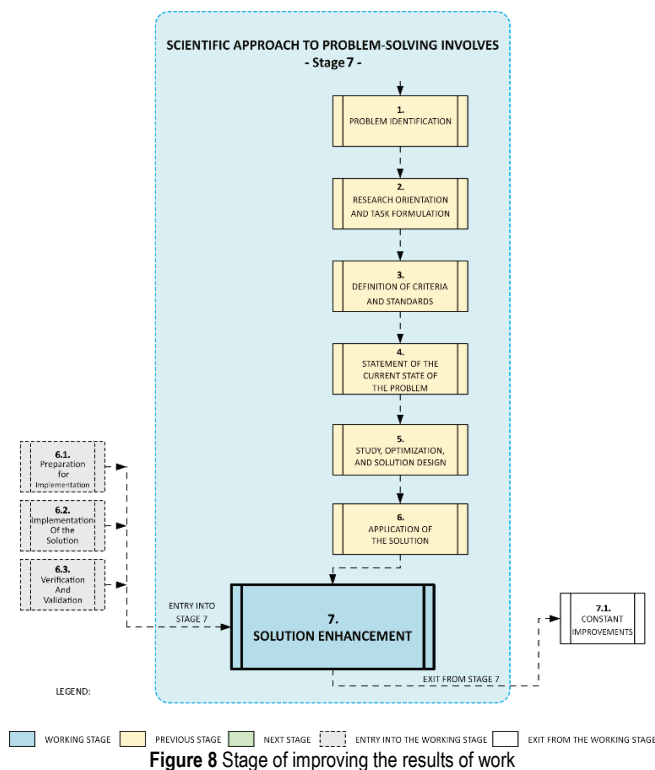 SCIENTIFIC APPROACH TO PROBLEM-SOLVING INVOLVES
- Stage 7 -
1.
PROBLEM IDENTIFICATION
2.
RESEARCH ORIENTATION
AND TASK FORMULATION
3.
DEFINITION OF CRITERIA
AND STANDARDS
4.
STATEMENT OF THE
CURRENT STATE OF
THE PROBLEM
5.
STUDY, OPTIMIZATION,
AND SOLUTION DESIGN
6.
APPLICATION OF
THE SOLUTION
6.1.
Preparation
for
Implementation
6.2.
Implementation
Of the
Solution
6.3.
Verification
And
Validation
ENTRY INTO
STAGE 7
7.
SOLUTION ENHANCEMENT
7.1.
CONSTANT
IMPROVEMENTS
EXIT FROM STAGE 7
LEGEND:
WORKING STAGE
PREVIOUS STAGE
NEXT STAGE
ENTRY INTO THE WORKING STAGE
EXIT FROM THE WORKING STAGE
Figure 8 Stage of improving the results of work